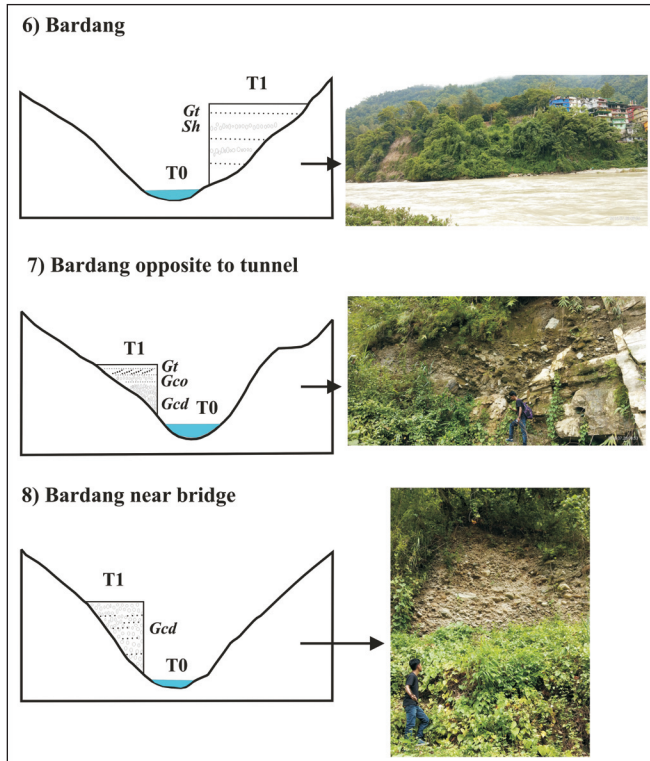 6) Bardang
T1
Gt
Sh
T0
7) Bardang opposite to tunnel
T1
Gt
Gco
Gcd
T0
8) Bardang near bridge
T1
Gcd
T0